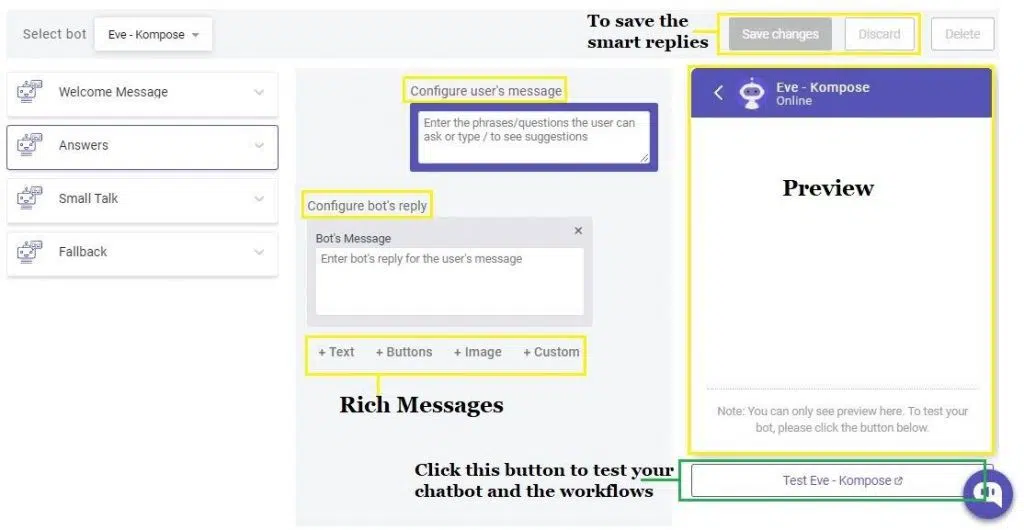 Select bot
Eve - Kompose
To save the
smart replies
Save changes
Discard
Delete
Welcome Message
Answers
Small Talk
Fallback
Configure user's message
Enter the phrases/questions the user can
ask or type / to see suggestions
Configure bot's reply
Bot's Message
Enter bot's reply for the user's message
+ Text
+ Buttons
+ Image
+ Custom
Rich Messages
Click this button to test your
chatbot and the workflows
Eve - Kompose
Online
Preview
Note: You can only see preview here. To test your
bot, please click the button below.
Test Eve - Kompose